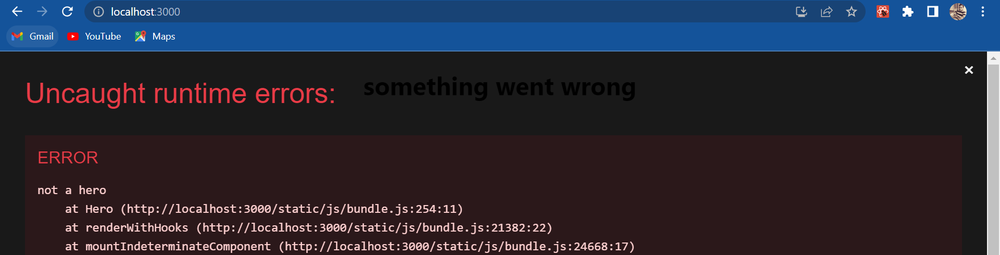 localhost:3000
Gmail YouTube Maps
Uncaught runtime errors: something went wrong
ERROR
not a hero
at Hero (http://localhost:3000/static/js/bundle.js:254:11)
at renderWithHooks (http://localhost:3000/static/js/bundle.js:21382:22)
at mountIndeterminateComponent (http://localhost:3000/static/js/bundle.js:24668:17)